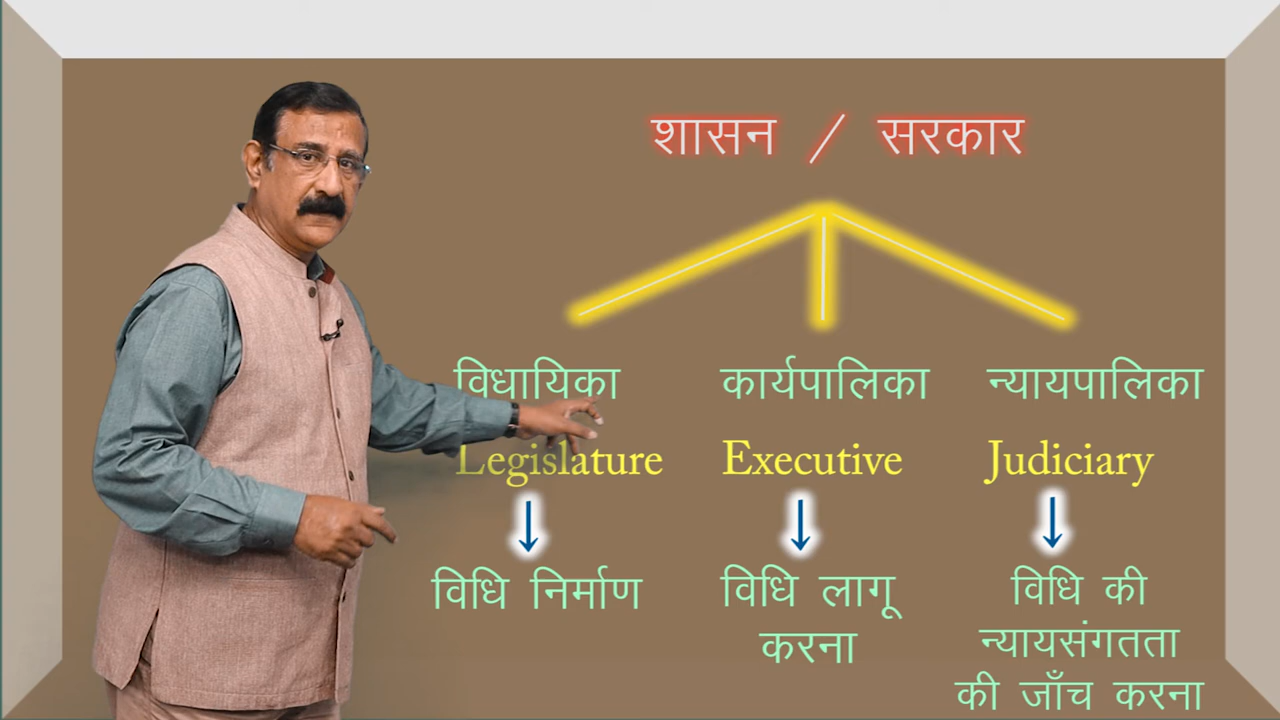 शासन / सरकार
विधायिका कार्यपालिका न्यायपालिका
Legislature Executive Judiciary
विधि निर्माण विधि लागू करना विधि की न्यायसंगतता की जाँच करना